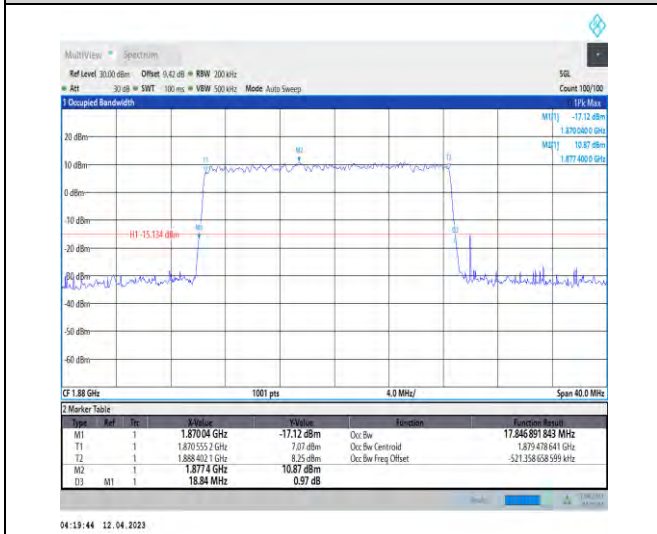 MultiView Spectrum
Ref Level 30.00 dBm Offset 0.42 dB RBW 200 kHz SGL
Att 30 dB SWT 100 ms VBW 500 kHz Mode Auto Sweep Count 100/100
1 Occupied Bandwidth 1Pk Max
M1[1] -17.12 dBm
1.870 040 0 GHz
M2[1] 10.87 dBm
1.877 400 0 GHz
20 dBm
10 dBm
0 dBm
-10 dBm
-20 dBm
-30 dBm
-40 dBm
-50 dBm
-60 dBm
T1
M2
T2
H1 -15.134 dBm
M1
D3
CF 1.88 GHz 1001 pts 4.0 MHz/ Span 40.0 MHz
2 Marker Table
Type Ref Trc X-Value Y-Value Function Function Result
M1 1 1.87004 GHz -17.12 dBm Occ Bw 17.846 891 843 MHz
T1 1 1.870 555 2 GHz 7.07 dBm Occ Bw Centroid 1.879 478 641 GHz
T2 1 1.888 402 1 GHz 8.25 dBm Occ Bw Freq Offset -521.358 658 599 kHz
M2 1 1.8774 GHz 10.87 dBm
D3 M1 1 18.84 MHz 0.97 dB
04:19:44 12.04.2023